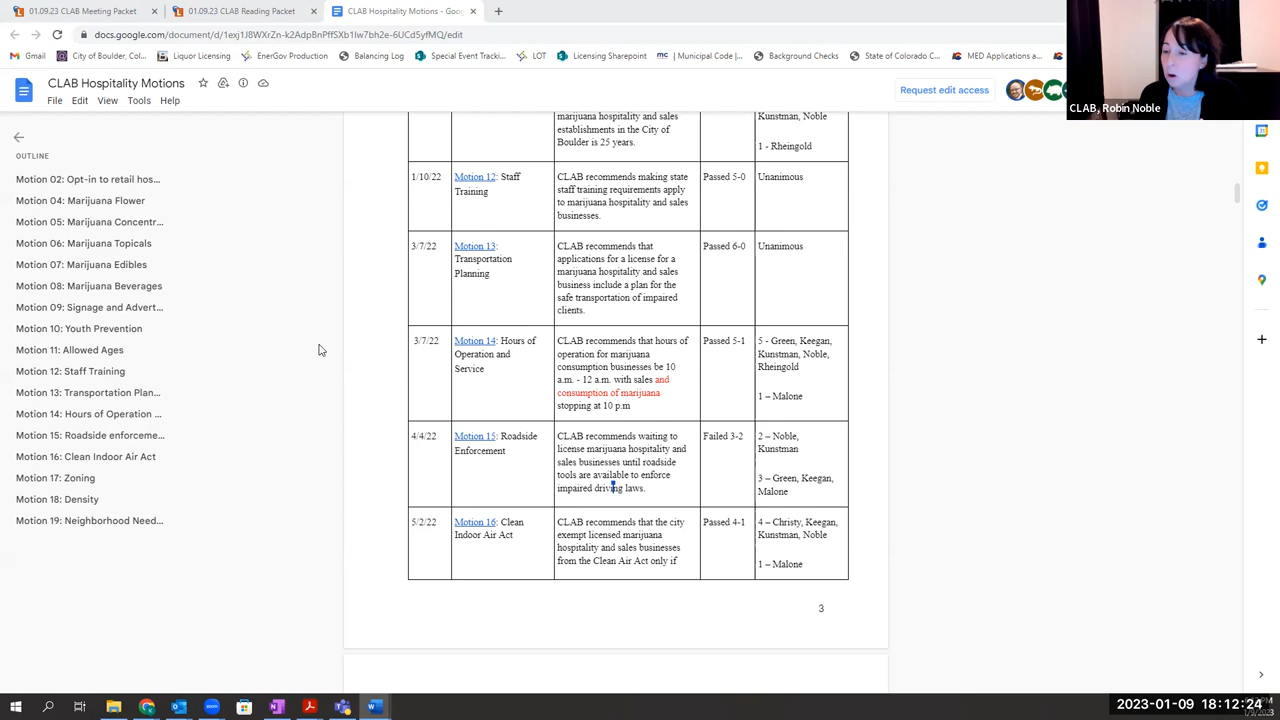 01.09.23 CLAB Meeting Packet
01.09.23 CLAB Reading Packet
CLAB Hospitality Motions - Goo
docs.google.com/document/d/1exj1J8WXrZn-k2AdpBnPffSXb1Iw7bh2e-6UCd5yfMQ/edit
Gmail
City of Boulder, Col...
EnerGov Production
Balancing Log
Special Event Tracki...
LOT
Licensing Sharepoint
Municipal Code |...
Background Checks
State of Colorado C...
MED Applications a
CLAB Hospitality Motions
File Edit View Tools Help
Request edit access
CLAB, Robin Noble
OUTLINE
Motion 02: Opt-in to retail hos...
Motion 04: Marijuana Flower
Motion 05: Marijuana Concentr...
Motion 06: Marijuana Topicals
Motion 07: Marijuana Edibles
Motion 08: Marijuana Beverages
Motion 09: Signage and Advert...
Motion 10: Youth Prevention
Motion 11: Allowed Ages
Motion 12: Staff Training
Motion 13: Transportation Plan...
Motion 14: Hours of Operation ...
Motion 15: Roadside enforceme...
Motion 16: Clean Indoor Air Act
Motion 17: Zoning
Motion 18: Density
Motion 19: Neighborhood Need...
marijuana hospitality and sales
establishments in the City of
Boulder is 25 years.
Kunstman, Noble
1 - Rheingold
1/10/22
Motion 12: Staff
Training
CLAB recommends making state
staff training requirements apply
to marijuana hospitality and sales
businesses.
Passed 5-0
Unanimous
3/7/22
Motion 13:
Transportation
Planning
CLAB recommends that
applications for a license for a
marijuana hospitality and sales
business include a plan for the
safe transportation of impaired
clients.
Passed 6-0
Unanimous
3/7/22
Motion 14: Hours of
Operation and
Service
CLAB recommends that hours of
operation for marijuana
consumption businesses be 10
a.m. - 12 a.m. with sales and
consumption of marijuana
stopping at 10 p.m
Passed 5-1
5 - Green, Keegan,
Kunstman, Noble,
Rheingold
1 – Malone
4/4/22
Motion 15: Roadside
Enforcement
CLAB recommends waiting to
license marijuana hospitality and
sales businesses until roadside
tools are available to enforce
impaired driving laws.
Failed 3-2
2 – Noble,
Kunstman
3 – Green, Keegan,
Malone
5/2/22
Motion 16: Clean
Indoor Air Act
CLAB recommends that the city
exempt licensed marijuana
hospitality and sales businesses
from the Clean Air Act only if
Passed 4-1
4 – Christy, Keegan,
Kunstman, Noble
1 – Malone
3
2023-01-09 18:12:24